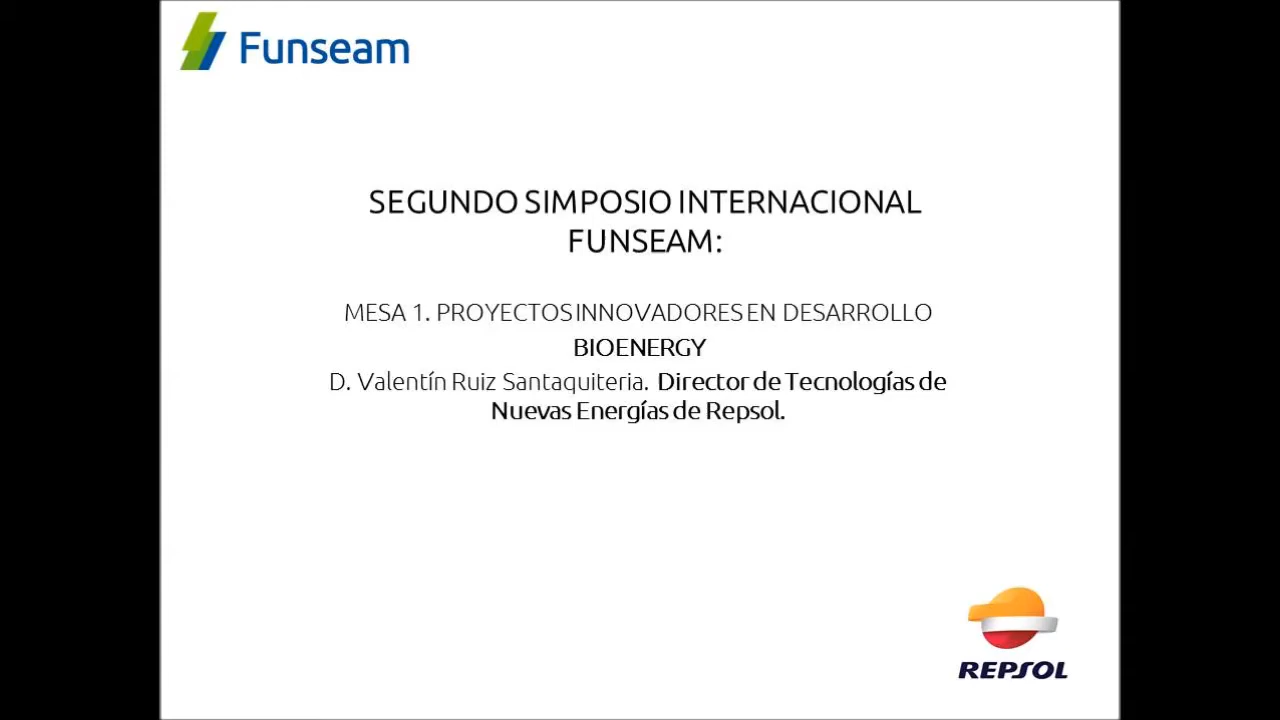 Funseam
SEGUNDO SIMPOSIO INTERNACIONAL
FUNSEAM:
MESA 1. PROYECTOS INNOVADORES EN DESARROLLO
BIOENERGY
D. Valentín Ruiz Santaquiteria. Director de Tecnologías de
Nuevas Energías de Repsol.
REPSOL